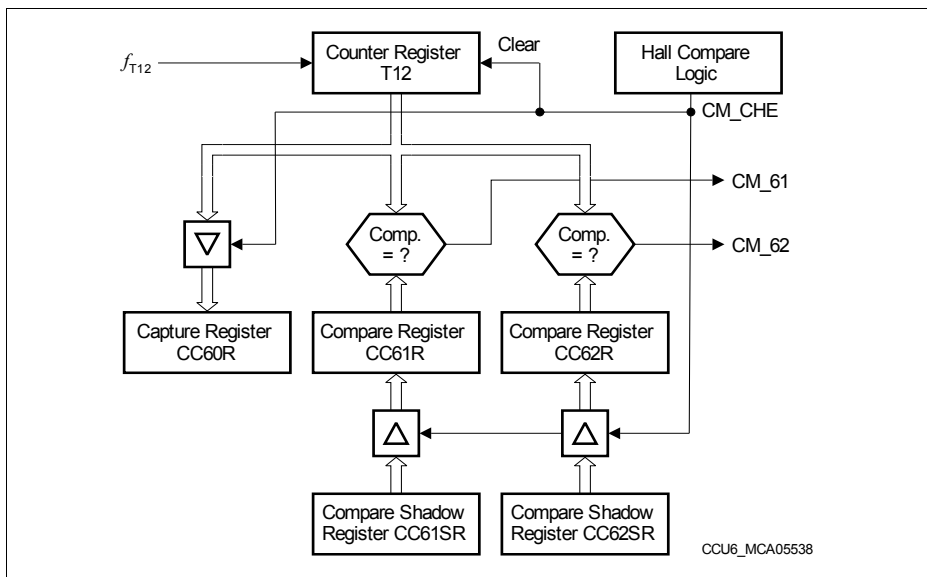 f T12
Counter Register
T12
Clear
Hall Compare
Logic
CM_CHE
CM_61
Comp.
= ?
Comp.
= ?
CM_62
Capture Register
CC60R
Compare Register
CC61R
Compare Register
CC62R
Compare Shadow
Register CC61SR
Compare Shadow
Register CC62SR
CCU6_MCA05538